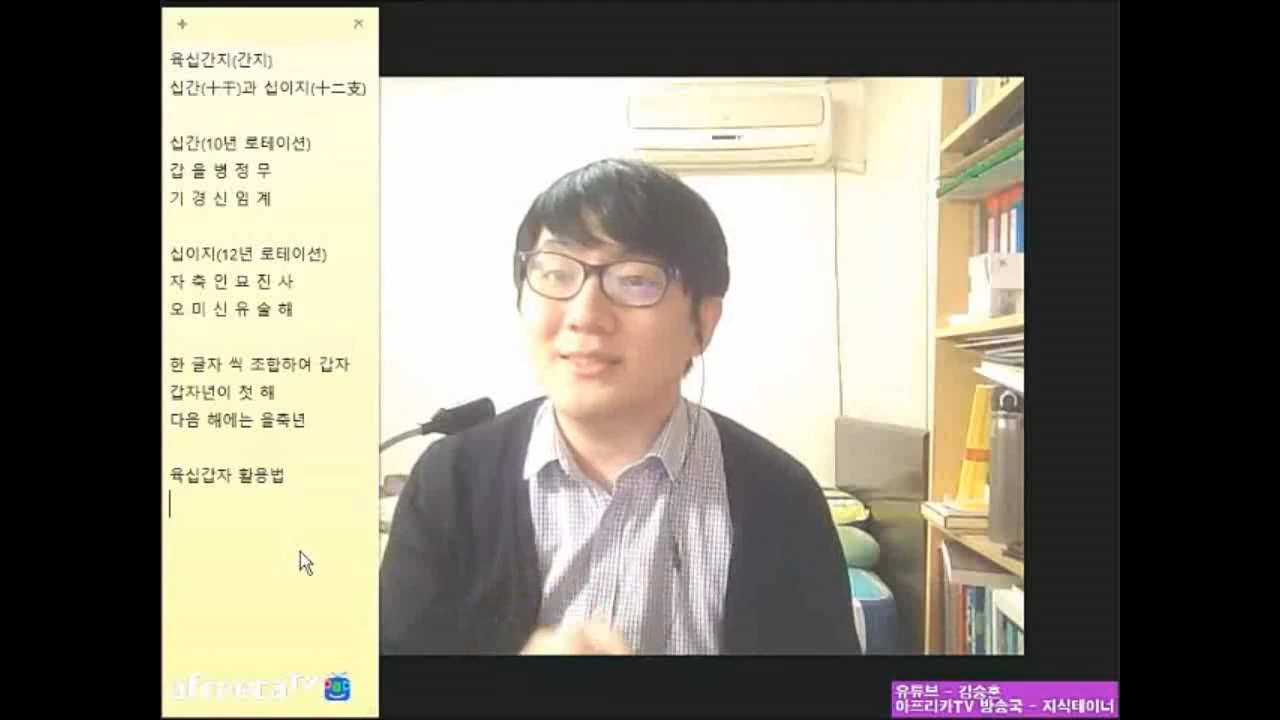 육십간지(간지)
십간(十干)과 십이지(十二支)
십간(10년 로테이션)
갑 을 병 정 무
기 경 신 임 계
십이지(12년 로테이션)
자 축 인 묘 진 사
오 미 신 유 술 해
한 글자 씩 조합하여 갑자
갑자년이 첫 해
다음 해에는 을축년
육십갑자 활용법
afreecaTV
유튜브 - 김승훈
아프리카TV 방송국 - 지식테이너